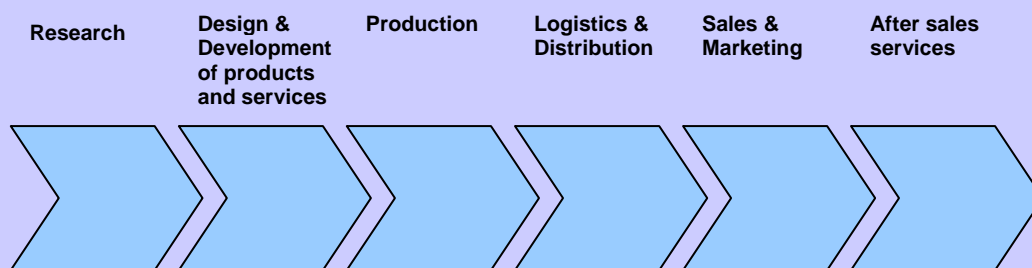 Research
Design &
Development
of products
and services
Production
Logistics &
Distribution
Sales &
Marketing
After sales
services